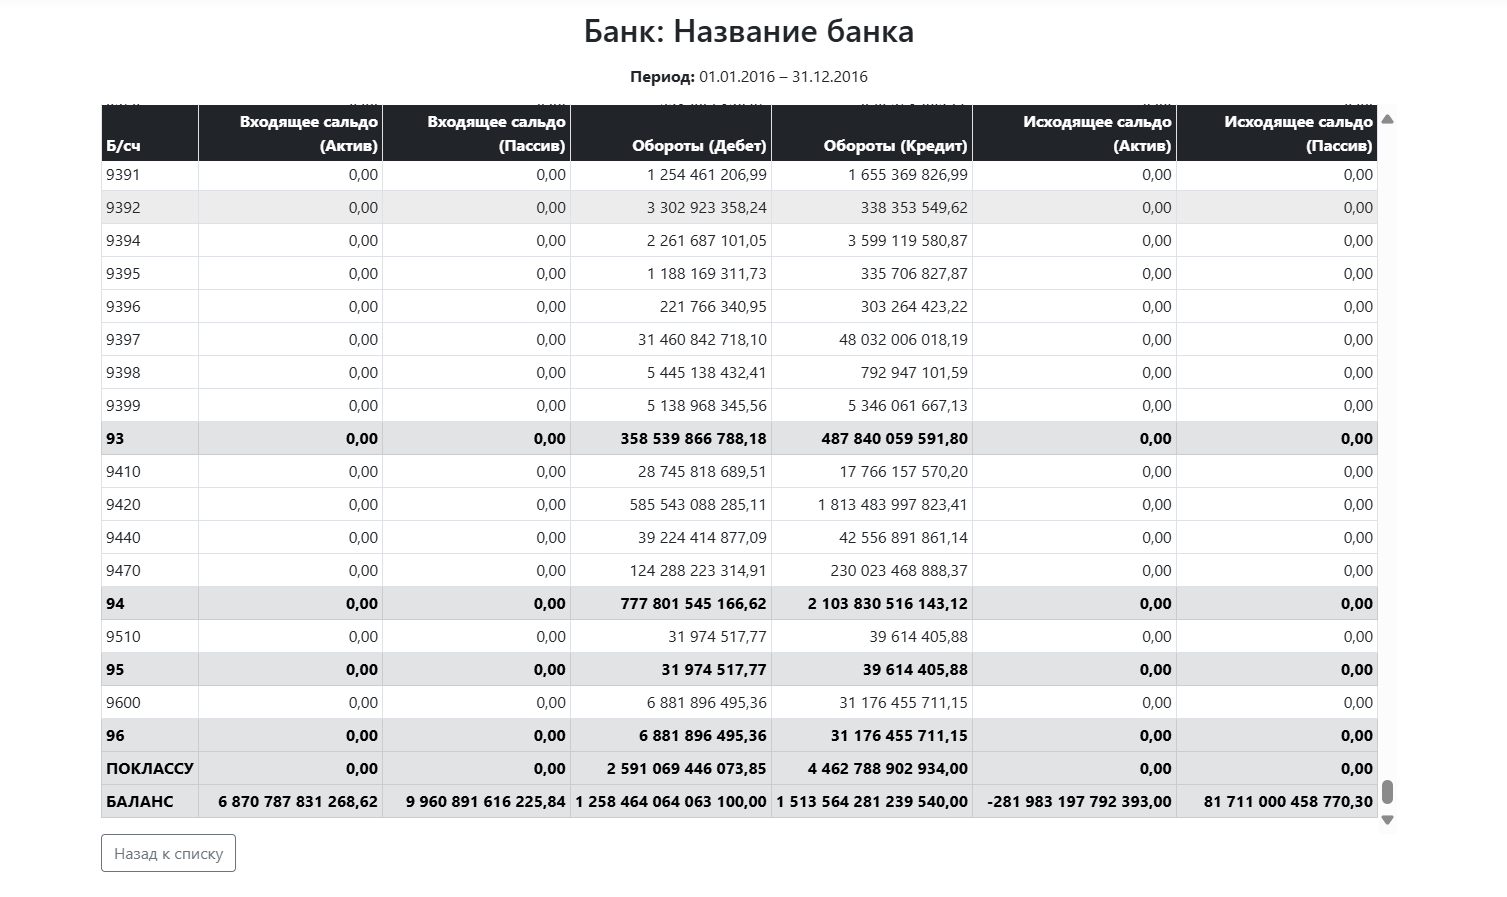 Банк: Название банка
Период: 01.01.2016 – 31.12.2016
Б/сч Входящее сальдо (Актив) Входящее сальдо (Пассив) Обороты (Дебет) Обороты (Кредит) Исходящее сальдо (Актив) Исходящее сальдо (Пассив)
9391 0,00 0,00 1 254 461 206,99 1 655 369 826,99 0,00 0,00
9392 0,00 0,00 3 302 923 358,24 338 353 549,62 0,00 0,00
9394 0,00 0,00 2 261 687 101,05 3 599 119 580,87 0,00 0,00
9395 0,00 0,00 1 188 169 311,73 335 706 827,87 0,00 0,00
9396 0,00 0,00 221 766 340,95 303 264 423,22 0,00 0,00
9397 0,00 0,00 31 460 842 718,10 48 032 006 018,19 0,00 0,00
9398 0,00 0,00 5 445 138 432,41 792 947 101,59 0,00 0,00
9399 0,00 0,00 5 138 968 345,56 5 346 061 667,13 0,00 0,00
93 0,00 0,00 358 539 866 788,18 487 840 059 591,80 0,00 0,00
9410 0,00 0,00 28 745 818 689,51 17 766 157 570,20 0,00 0,00
9420 0,00 0,00 585 543 088 285,11 1 813 483 997 823,41 0,00 0,00
9440 0,00 0,00 39 224 414 877,09 42 556 891 861,14 0,00 0,00
9470 0,00 0,00 124 288 223 314,91 230 023 468 888,37 0,00 0,00
94 0,00 0,00 777 801 545 166,62 2 103 830 516 143,12 0,00 0,00
9510 0,00 0,00 31 974 517,77 39 614 405,88 0,00 0,00
95 0,00 0,00 31 974 517,77 39 614 405,88 0,00 0,00
9600 0,00 0,00 6 881 896 495,36 31 176 455 711,15 0,00 0,00
96 0,00 0,00 6 881 896 495,36 31 176 455 711,15 0,00 0,00
ПОКЛАССУ 0,00 0,00 2 591 069 446 073,85 4 462 788 902 934,00 0,00 0,00
БАЛАНС 6 870 787 831 268,62 9 960 891 616 225,84 1 258 464 064 063 100,00 1 513 564 281 239 540,00 -281 983 197 792 393,00 81 711 000 458 770,30
Назад к списку